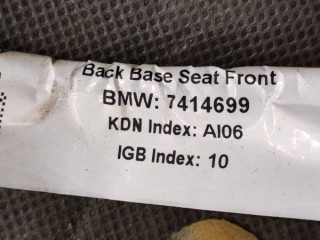 Back Base Seat Front
BMW: 7414699
KDN Index: AI06
IGB Index: 10